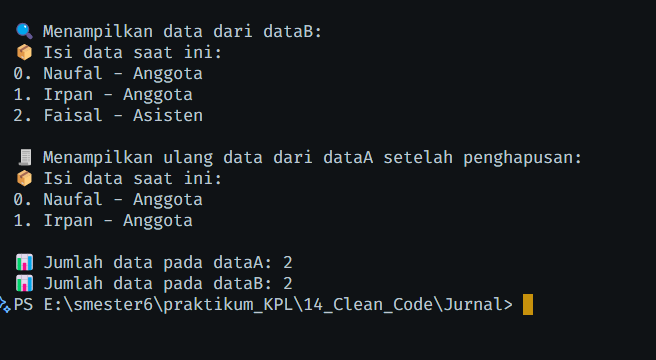 🔍 Menampilkan data dari dataB:
📦 Isi data saat ini:
0. Naufal - Anggota
1. Irpan - Anggota
2. Faisal - Asisten
🧾 Menampilkan ulang data dari dataA setelah penghapusan:
📦 Isi data saat ini:
0. Naufal - Anggota
1. Irpan - Anggota
📊 Jumlah data pada dataA: 2
📊 Jumlah data pada dataB: 2
PS E:\smester6\praktikum_KPL\14_Clean_Code\Jurnal>